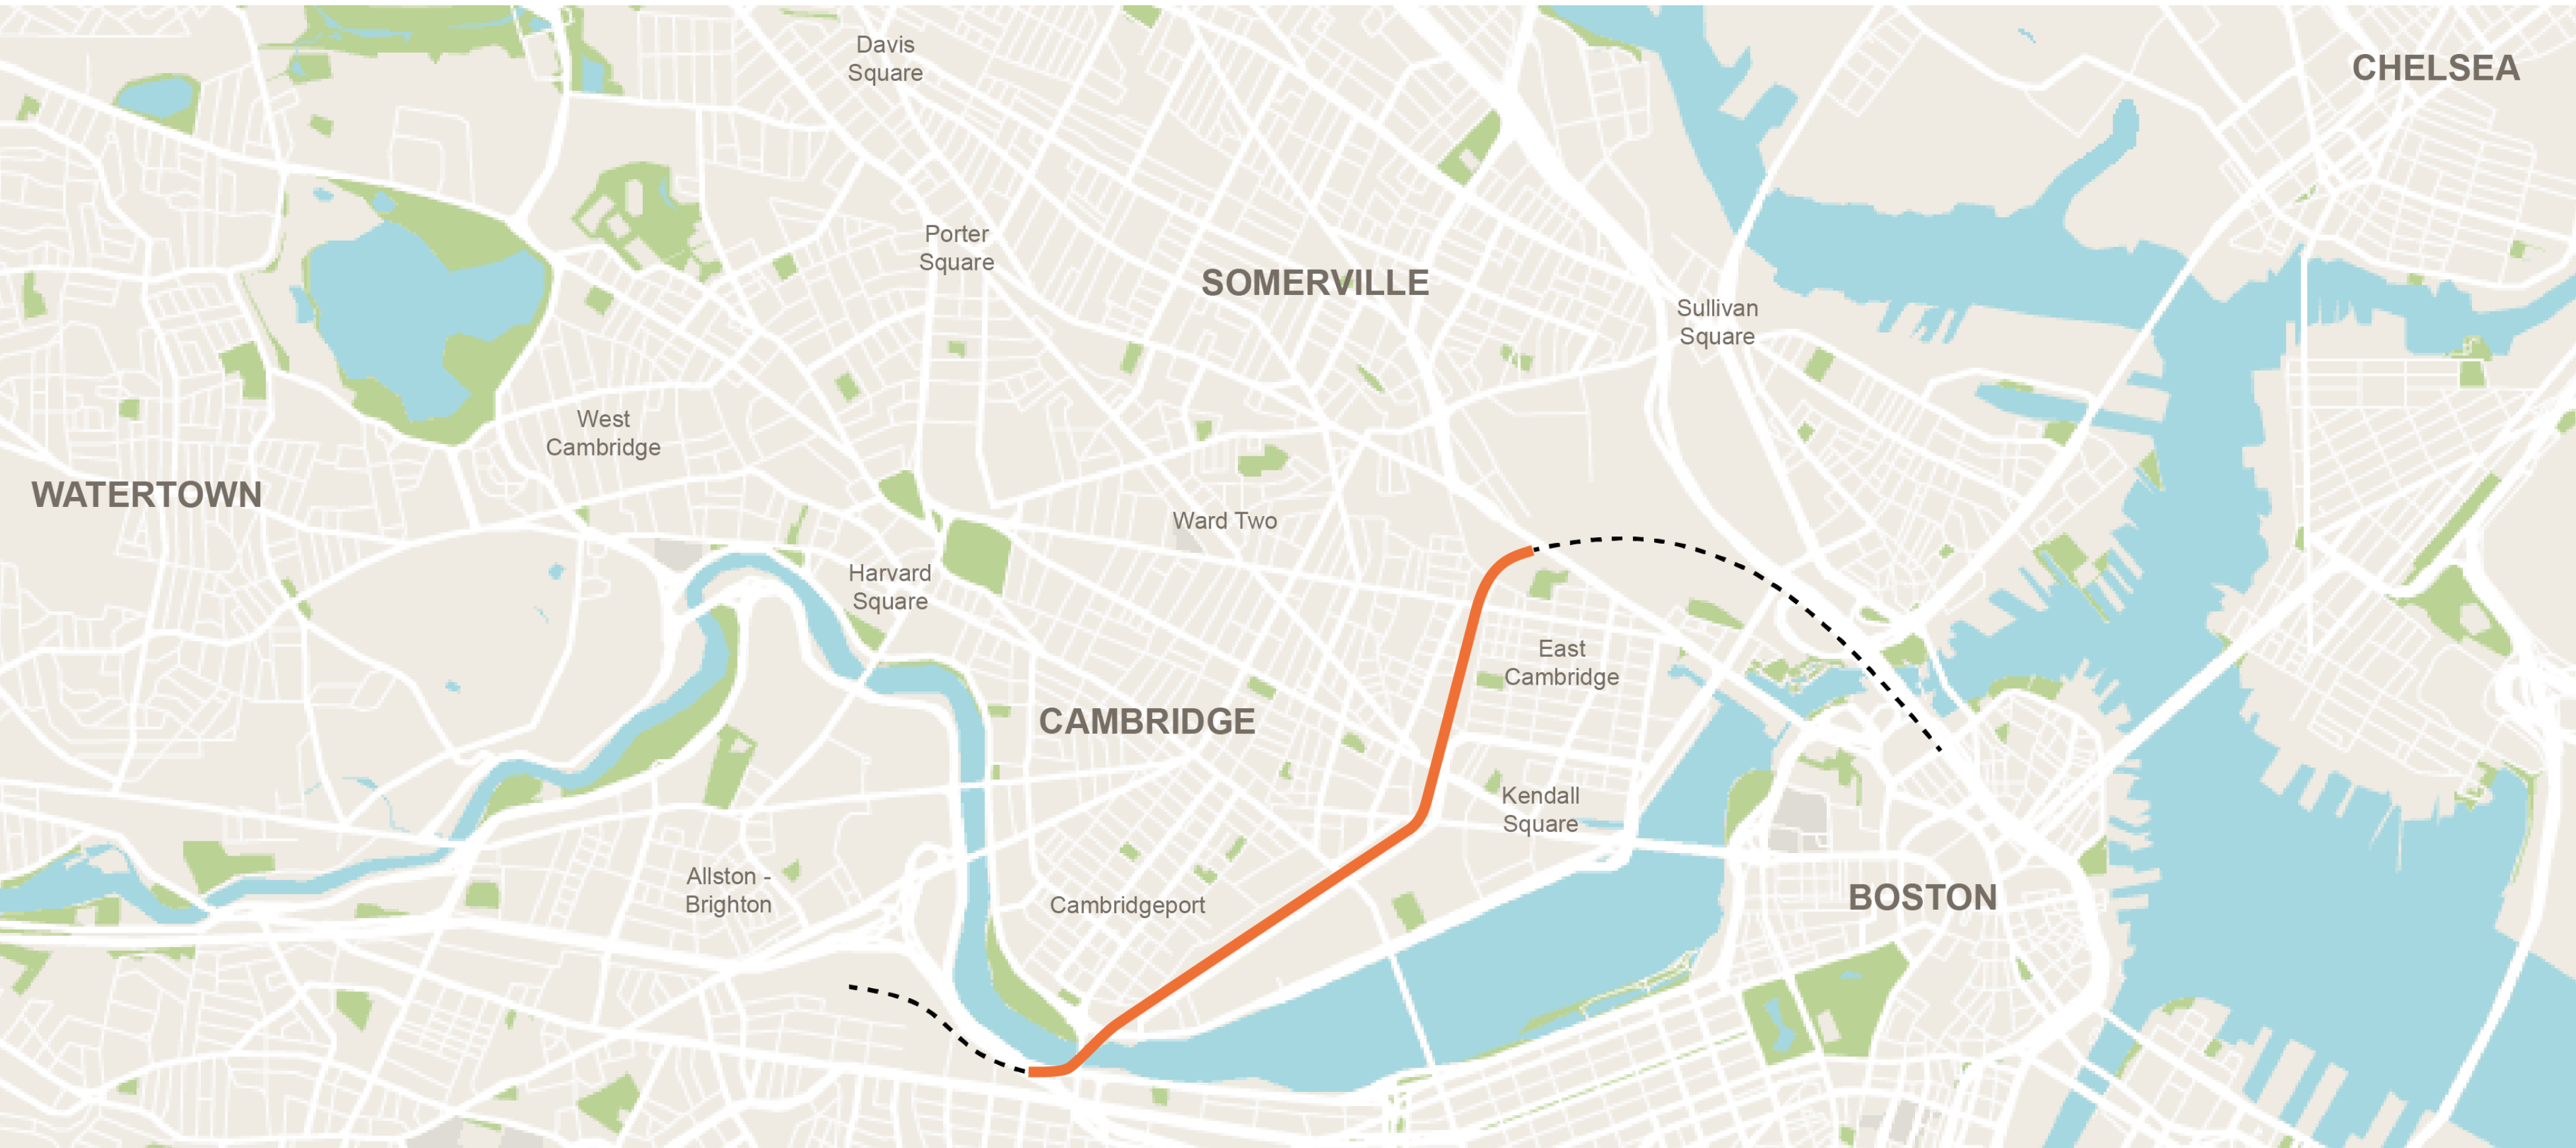 Davis
Square
CHELSEA
Porter
Square
SOMERVILLE
Sullivan
Square
West
Cambridge
WATERTOWN
Ward Two
Harvard
Square
East
Cambridge
CAMBRIDGE
Kendall
Square
Allston -
Brighton
Cambridgeport
BOSTON